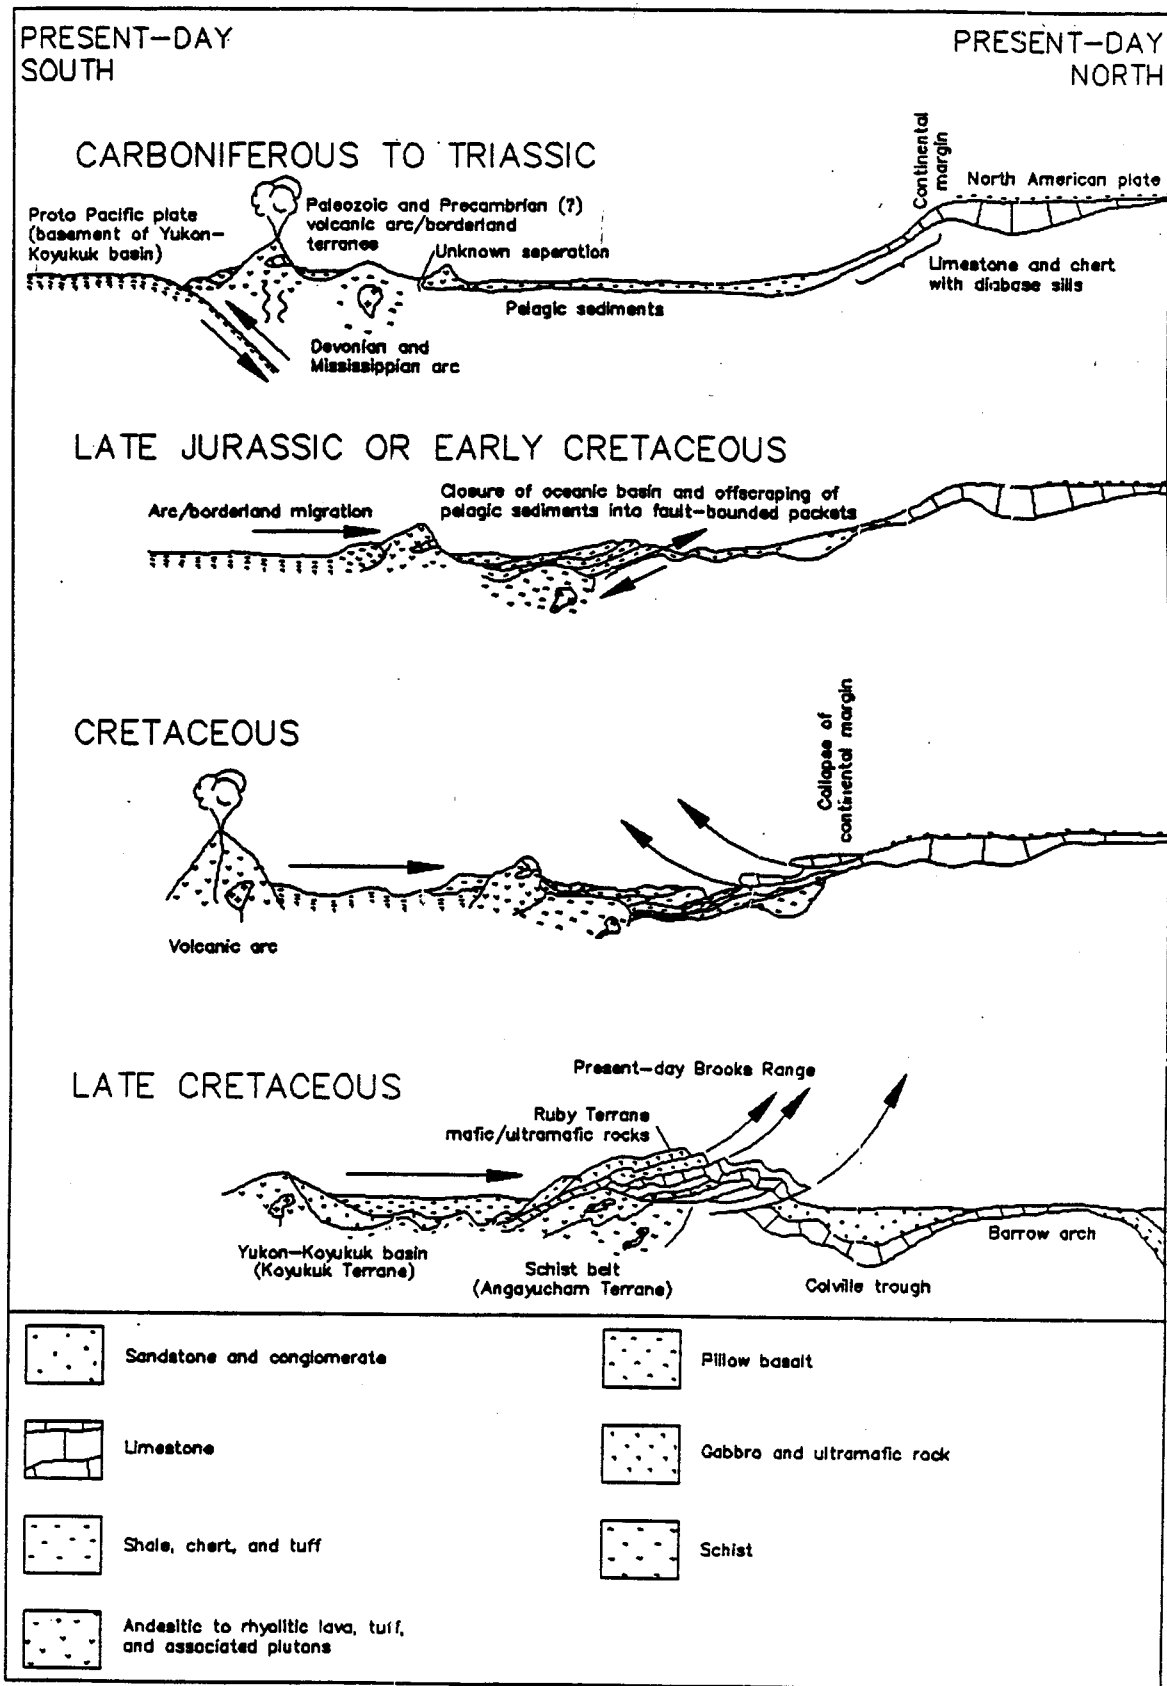 PRESENT-DAY
SOUTH
PRESENT-DAY
NORTH
CARBONIFEROUS TO TRIASSIC
Continental
margin
North American plate
Proto Pacific plate
(basement of Yukon-
Koyukuk basin)
Paleozoic and Precambrian (?)
volcanic arc/borderland
terranes
Unknown seperation
Limestone and chert
with diabase sills
Pelagic sediments
Devonian and
Mississippian arc
LATE JURASSIC OR EARLY CRETACEOUS
Arc/borderland migration
Closure of oceanic basin and offscraping of
pelagic sediments into fault-bounded packets
CRETACEOUS
Collapse of
continental margin
Volcanic arc
LATE CRETACEOUS
Present-day Brooks Range
Ruby Terrane
mafic/ultramafic rocks
Yukon-Koyukuk basin
(Koyukuk Terrane)
Schist belt
(Angayucham Terrane)
Barrow arch
Colville trough
Sandstone and conglomerate
Pillow basalt
Limestone
Gabbro and ultramafic rock
Shale, chert, and tuff
Schist
Andesitic to rhyolitic lava, tuff,
and associated plutons